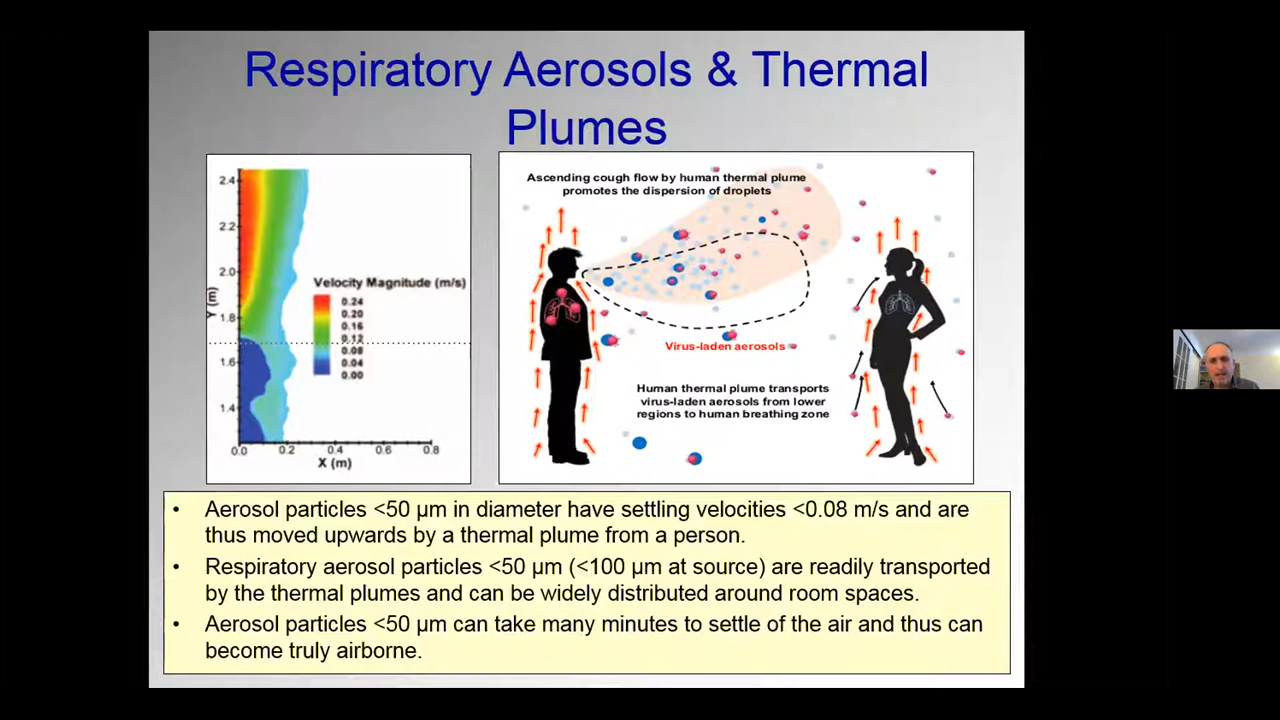 Respiratory Aerosols & Thermal
Plumes
2.4
2.2
2.0
1.8
1.6
1.4
Y (m)
Velocity Magnitude (m/s)
0.24
0.20
0.16
0.12
0.08
0.04
0.00
0.0 0.2 0.4 0.6 0.8
X (m)
Ascending cough flow by human thermal plume
promotes the dispersion of droplets
Virus-laden aerosols
Human thermal plume transports
virus-laden aerosols from lower
regions to human breathing zone
• Aerosol particles <50 µm in diameter have settling velocities <0.08 m/s and are
thus moved upwards by a thermal plume from a person.
• Respiratory aerosol particles <50 µm (<100 µm at source) are readily transported
by the thermal plumes and can be widely distributed around room spaces.
• Aerosol particles <50 µm can take many minutes to settle of the air and thus can
become truly airborne.